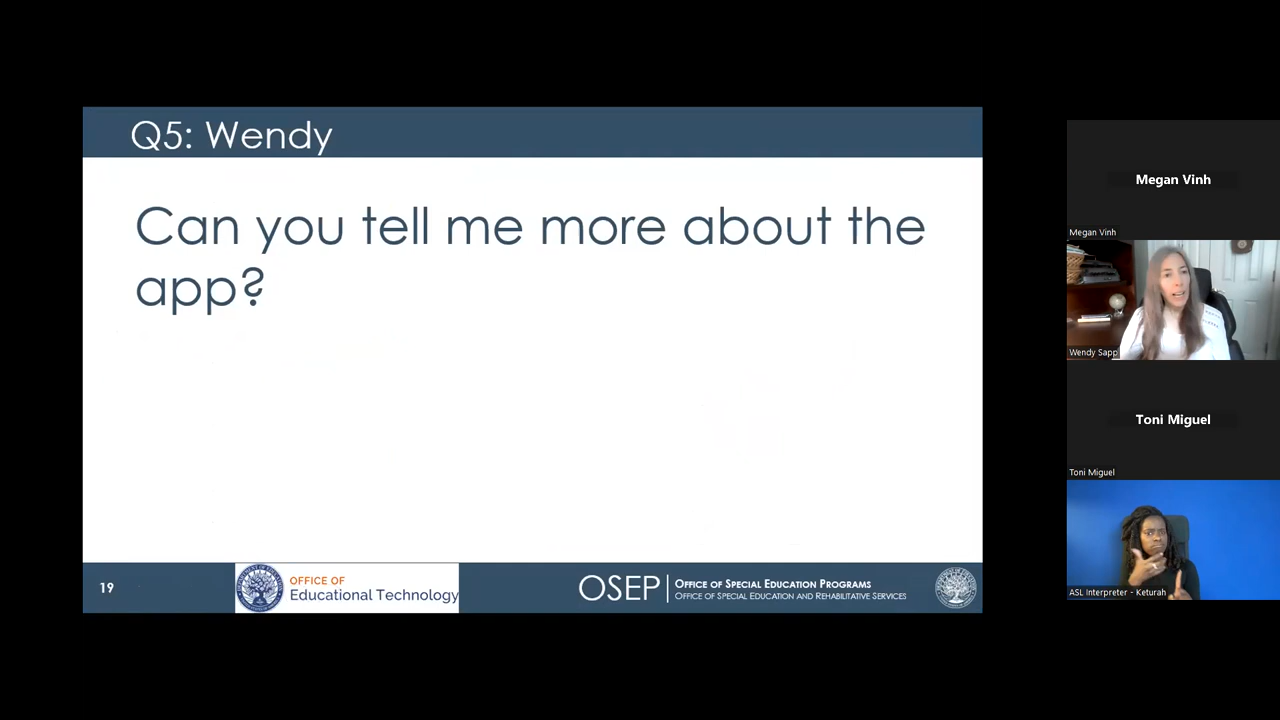 Q5: Wendy
Can you tell me more about the
app?
19
OFFICE OF
Educational Technology
OSEP
OFFICE OF SPECIAL EDUCATION PROGRAMS
OFFICE OF SPECIAL EDUCATION AND REHABILITATIVE SERVICES
Megan Vinh
Megan Vinh
Wendy Sapp
Toni Miguel
Toni Miguel
ASL Interpreter - Keturah